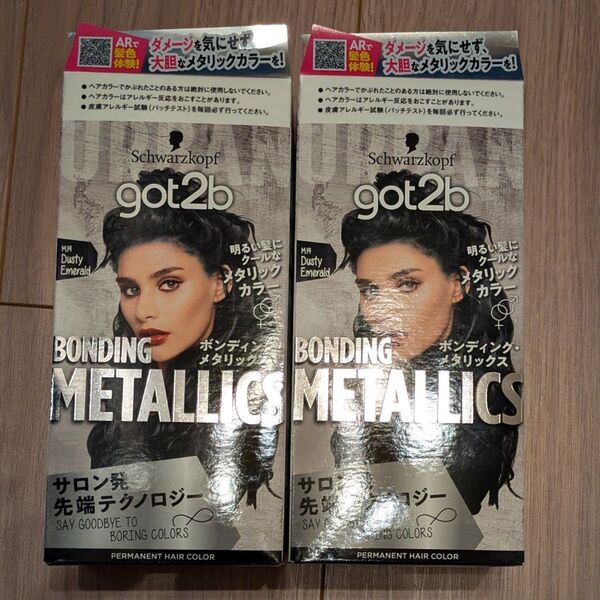 ARで
髪色
体験!
ダメージを気にせず、
大胆なメタリックカラーを!
●ヘアカラーでかぶれたことのある方は絶対に使用しないでください。
●ヘアカラーはアレルギー反応をおこすことがあります。
●皮膚アレルギー試験(パッチテスト)を毎回必ず行ってください。
URBAN
Schwarzkopf
got2b
M19
Dusty
Emerald
明るい髪に
クールな
メタリック
カラー
BONDING
ボンディング・
メタリックス
METALLICS
サロン発
先端テクノロジー
SAY GOODBYE TO
BORING COLORS
PERMANENT HAIR COLOR
ARで
髪色
体験!
ダメージを気にせず、
大胆なメタリックカラーを!
●ヘアカラーでかぶれたことのある方は絶対に使用しないでください。
●ヘアカラーはアレルギー反応をおこすことがあります。
●皮膚アレルギー試験(パッチテスト)を毎回必ず行ってください。
URBAN
Schwarzkopf
got2b
M19
Dusty
Emerald
明るい髪に
クールな
メタリック
カラー
BONDING
ボンディング・
メタリックス
METALLICS
サロン発
先端テクノロジー
SAY GOODBYE TO
BORING COLORS
PERMANENT HAIR COLOR